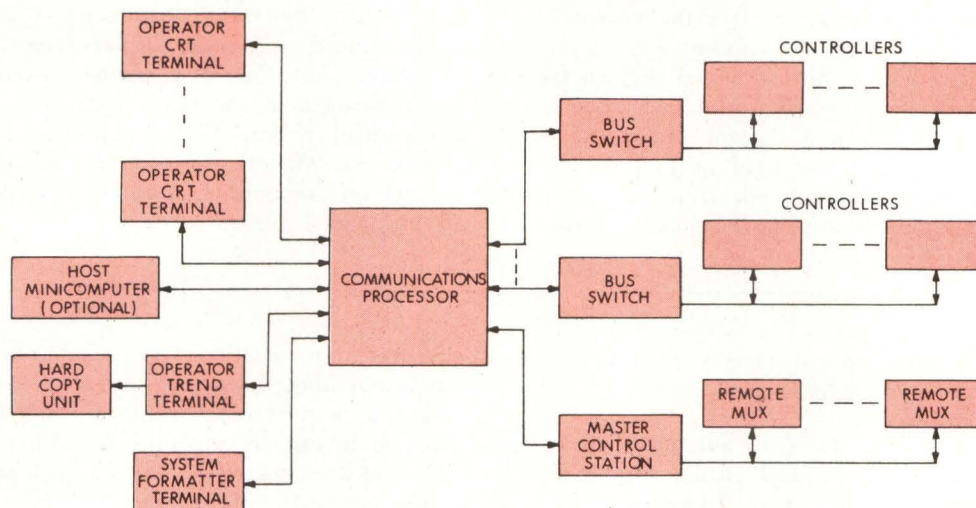 OPERATOR
CRT
TERMINAL
OPERATOR
CRT
TERMINAL
HOST
MINICOMPUTER
( OPTIONAL)
HARD
COPY
UNIT
OPERATOR
TREND
TERMINAL
SYSTEM
FORMATTER
TERMINAL
COMMUNICATIONS
PROCESSOR
BUS
SWITCH
CONTROLLERS
BUS
SWITCH
CONTROLLERS
MASTER
CONTROL
STATION
REMOTE
MUX
REMOTE
MUX